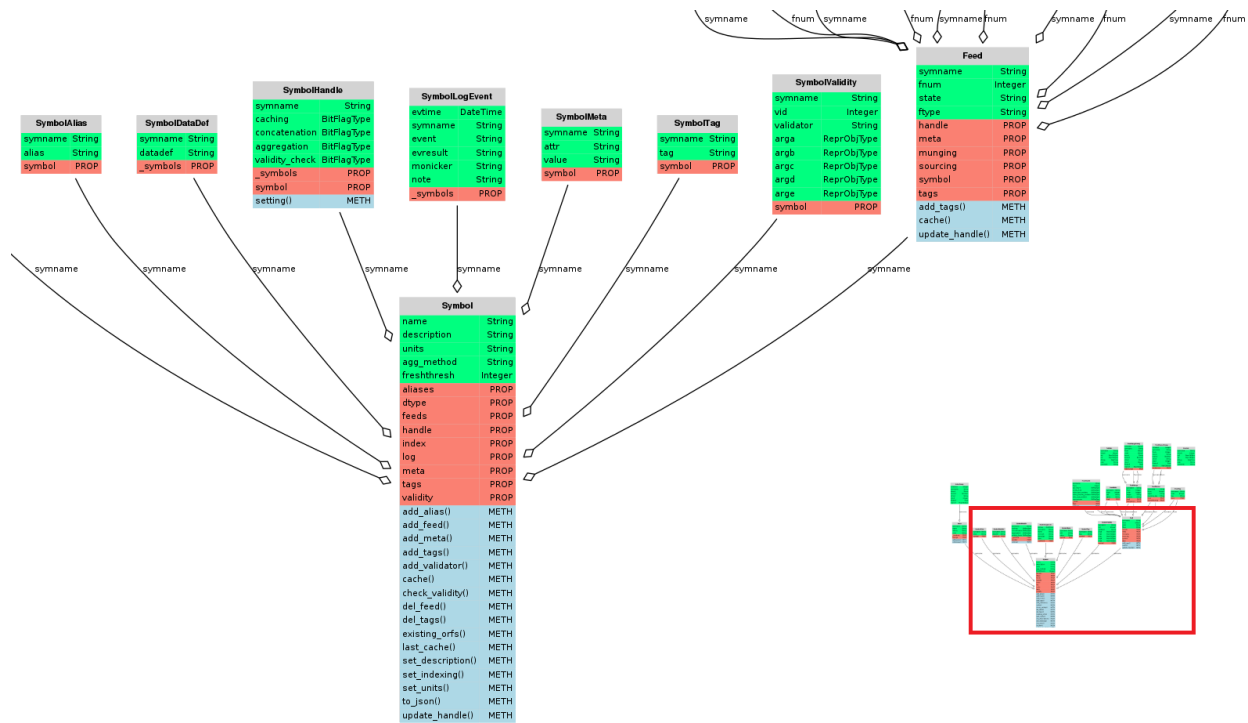 symname fnum symname fnum symname fnum symname fnum symname fnum
Feed
symname String
fnum Integer
state String
ftype String
handle PROP
meta PROP
munging PROP
sourcing PROP
symbol PROP
tags PROP
add_tags() METH
cache() METH
update_handle() METH
SymbolAlias
symname String
alias String
symbol PROP
SymbolDataDef
symname String
datadef String
_symbols PROP
SymbolHandle
symname String
caching BitFlagType
concatenation BitFlagType
aggregation BitFlagType
validity_check BitFlagType
_symbols PROP
symbol PROP
setting() METH
SymbolLogEvent
evtime DateTime
symname String
event String
evresult String
monicker String
note String
_symbols PROP
SymbolMeta
symname String
attr String
value String
symbol PROP
SymbolTag
symname String
tag String
symbol PROP
SymbolValidity
symname String
vid Integer
validator String
arga ReprObjType
argb ReprObjType
argc ReprObjType
argd ReprObjType
arge ReprObjType
symbol PROP
symname symname symname symname symname symname symname symname symname
Symbol
name String
description String
units String
agg_method String
freshthresh Integer
aliases PROP
dtype PROP
feeds PROP
handle PROP
index PROP
log PROP
meta PROP
tags PROP
validity PROP
add_alias() METH
add_feed() METH
add_meta() METH
add_tags() METH
add_validator() METH
cache() METH
check_validity() METH
del_feed() METH
del_tags() METH
existing_orfs() METH
last_cache() METH
set_description() METH
set_indexing() METH
set_units() METH
to_json() METH
update_handle() METH